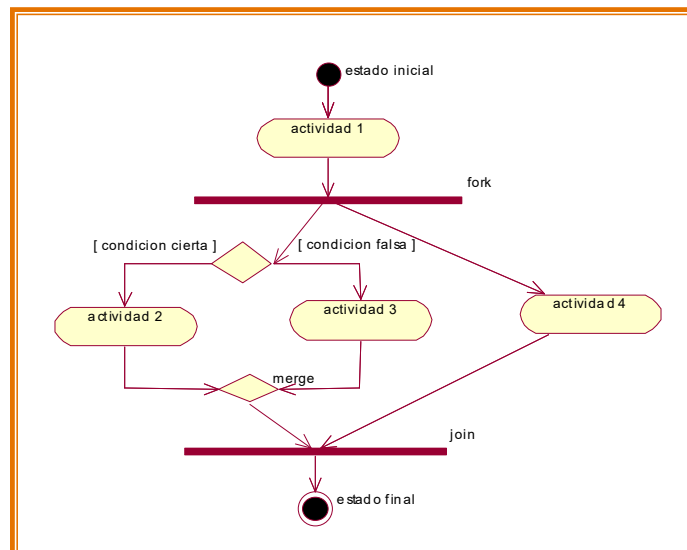 estado inicial
actividad 1
fork
[ condicion cierta ]
[ condicion falsa ]
actividad 2
actividad 3
actividad 4
merge
join
estado final